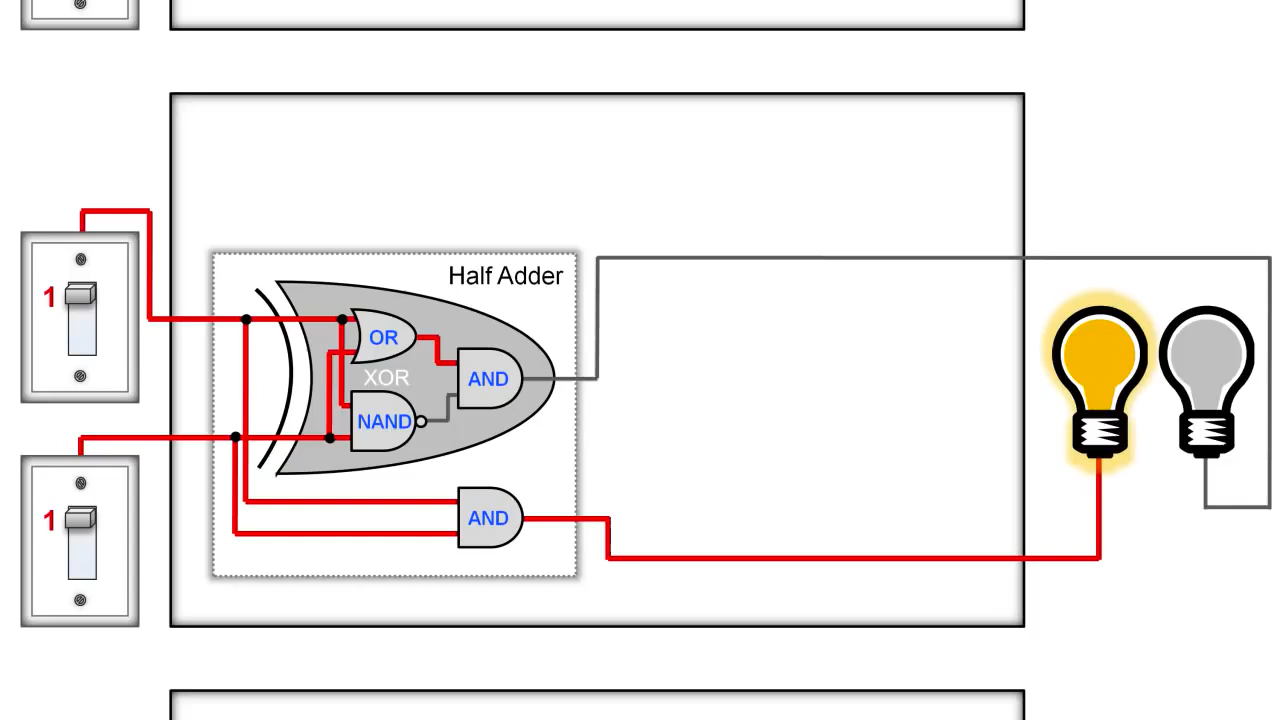 Half Adder
1
OR
XOR
AND
NAND
1
AND